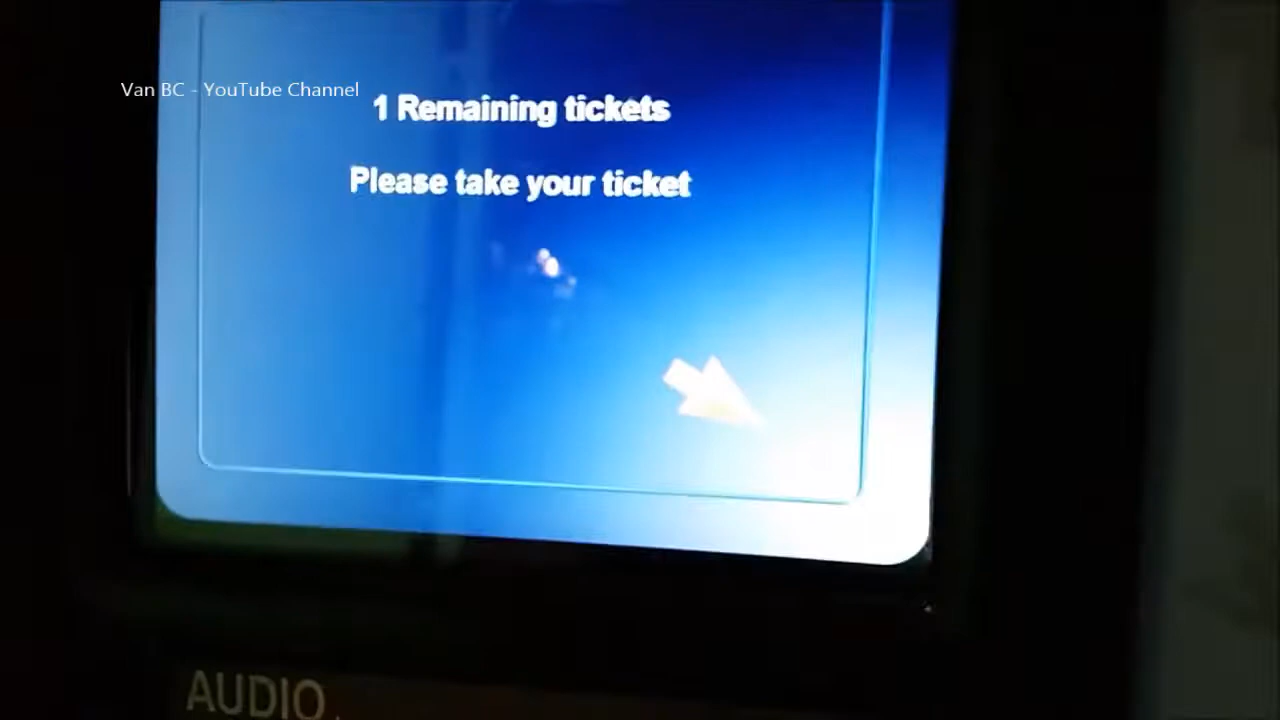 Van BC - YouTube Channel
1 Remaining tickets
Please take your ticket
AUDIO